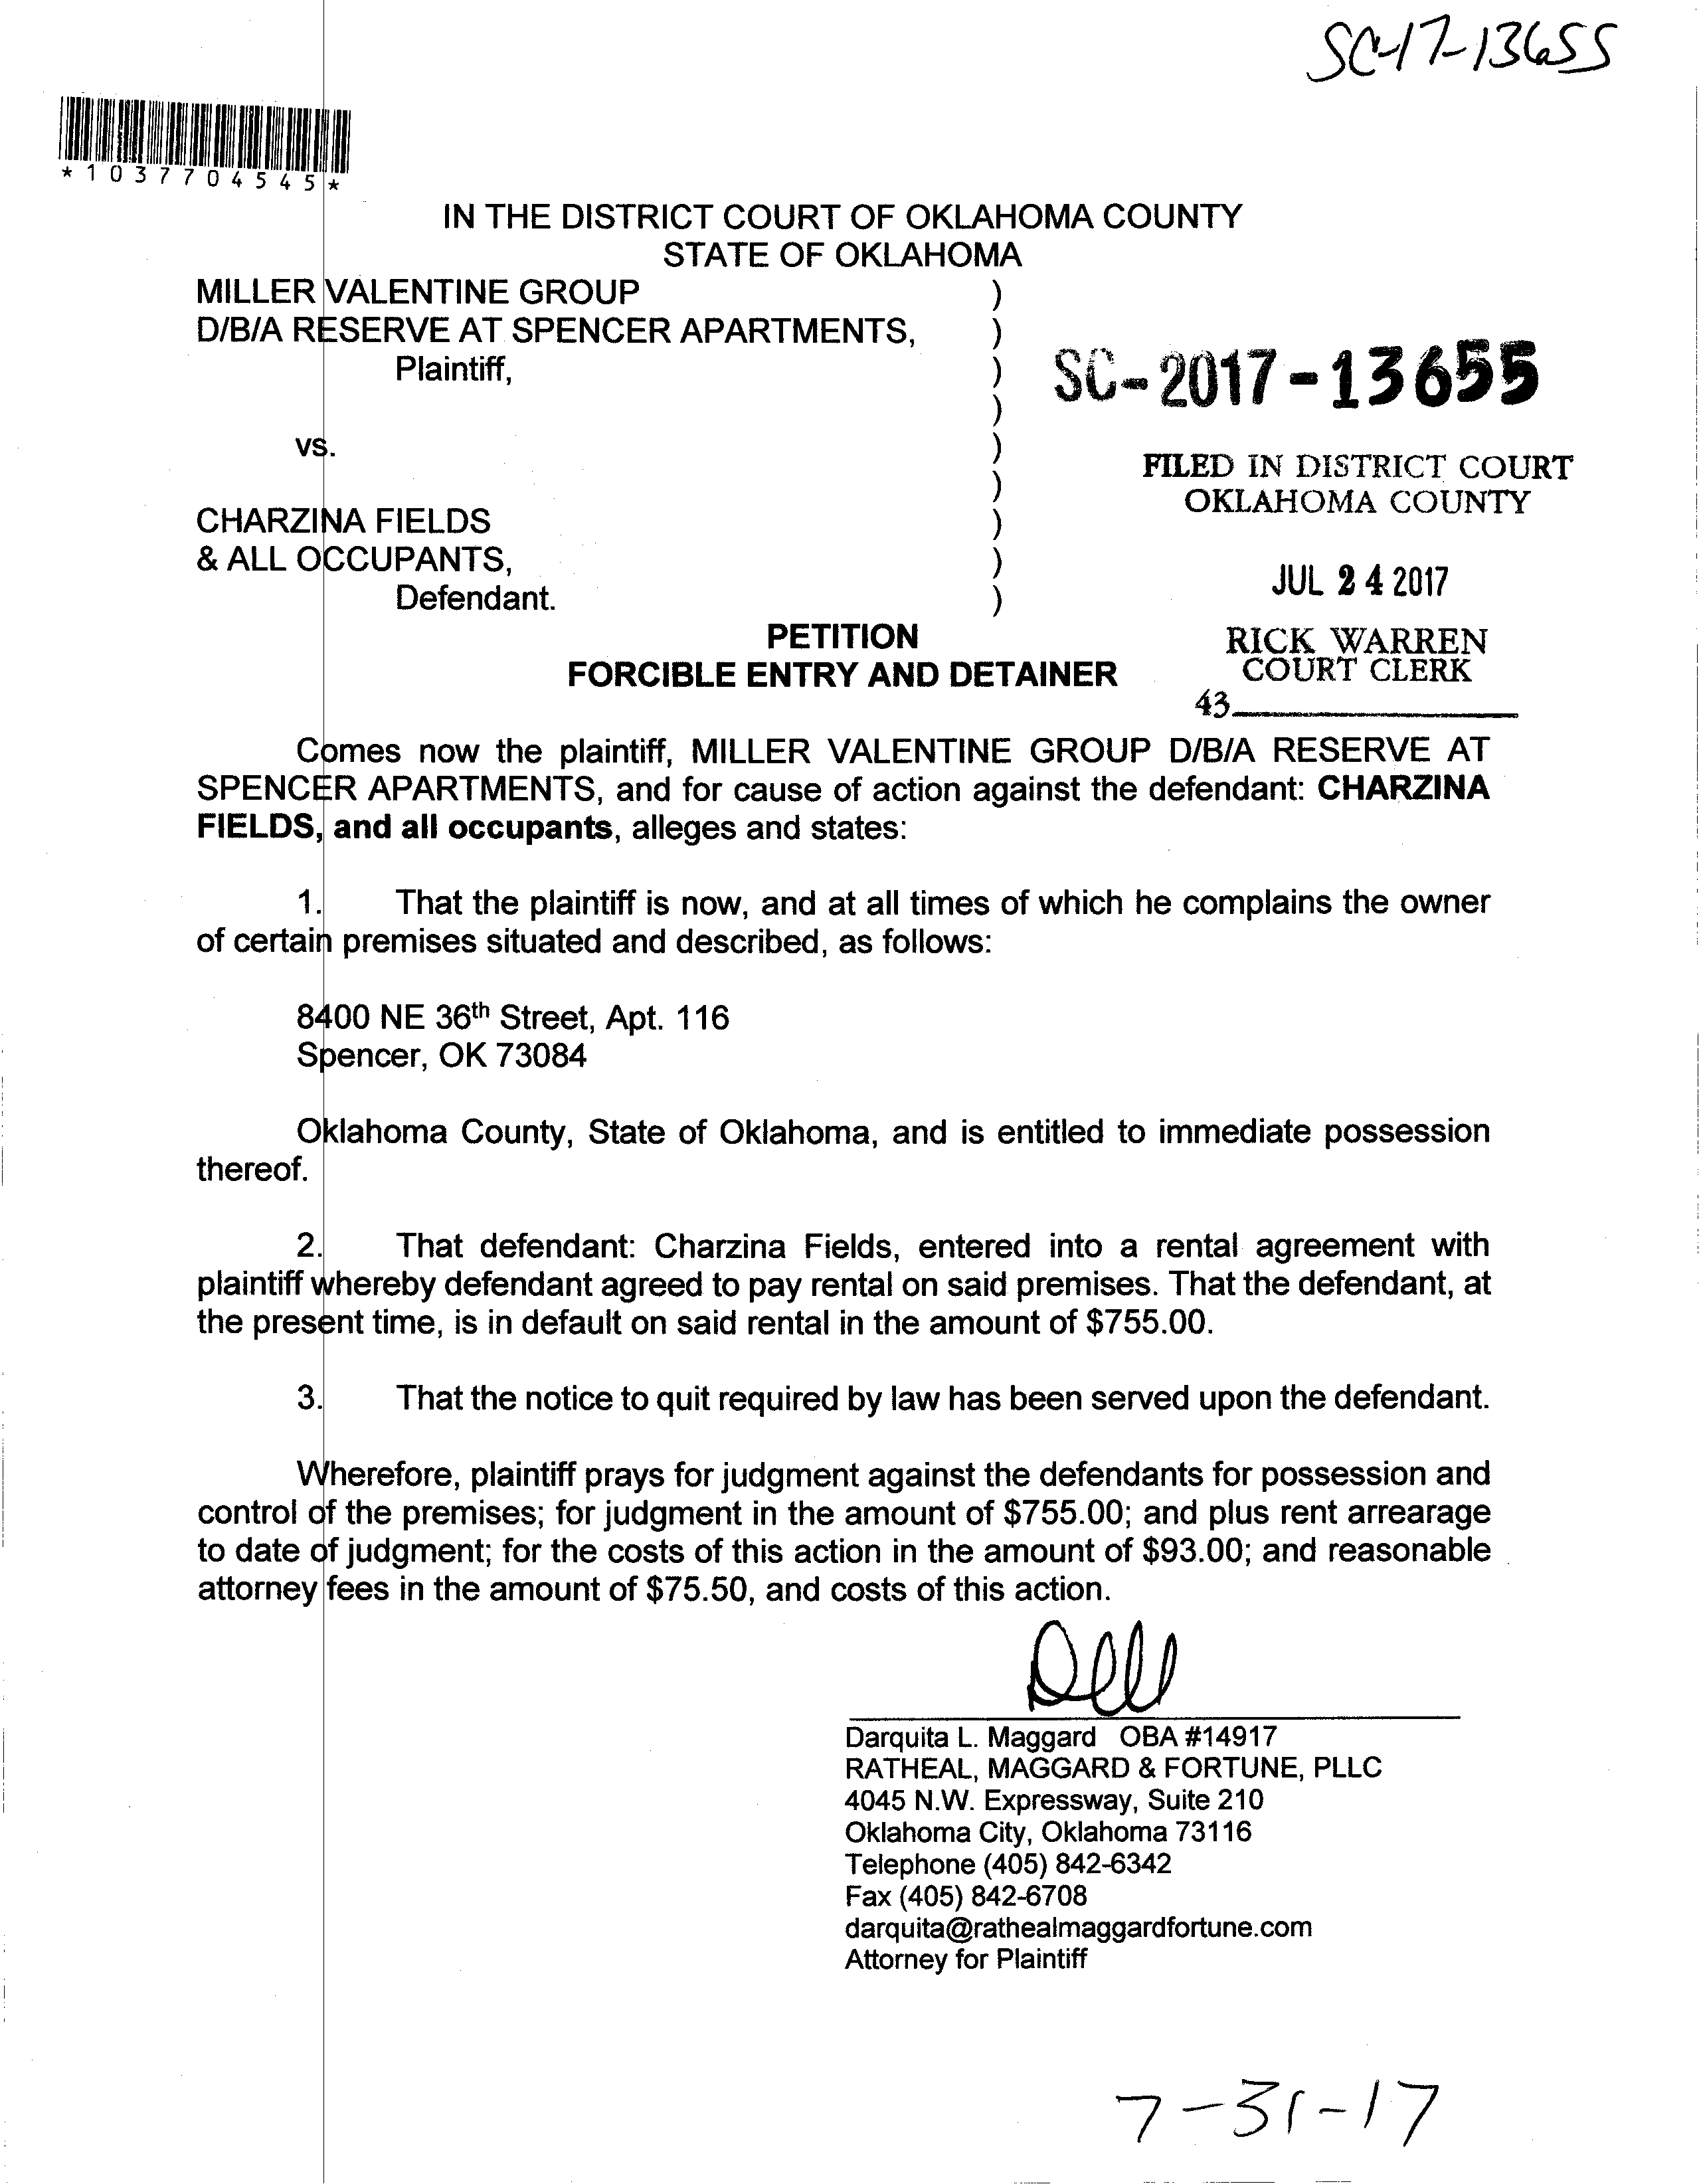 SC-17-13655
*1037704545*
IN THE DISTRICT COURT OF OKLAHOMA COUNTY
STATE OF OKLAHOMA
MILLER VALENTINE GROUP )
D/B/A RESERVE AT SPENCER APARTMENTS, )
Plaintiff, )
SC-2017-13655
)
vs. )
FILED IN DISTRICT COURT
OKLAHOMA COUNTY
)
CHARZINA FIELDS )
& ALL OCCUPANTS, )
JUL 24 2017
Defendant. )
PETITION
RICK WARREN
COURT CLERK
FORCIBLE ENTRY AND DETAINER
43
Comes now the plaintiff, MILLER VALENTINE GROUP D/B/A RESERVE AT
SPENCER APARTMENTS, and for cause of action against the defendant: CHARZINA
FIELDS, and all occupants, alleges and states:
1. That the plaintiff is now, and at all times of which he complains the owner
of certain premises situated and described, as follows:
8400 NE 36th Street, Apt. 116
Spencer, OK 73084
Oklahoma County, State of Oklahoma, and is entitled to immediate possession
thereof.
2. That defendant: Charzina Fields, entered into a rental agreement with
plaintiff whereby defendant agreed to pay rental on said premises. That the defendant, at
the present time, is in default on said rental in the amount of $755.00.
3. That the notice to quit required by law has been served upon the defendant.
Wherefore, plaintiff prays for judgment against the defendants for possession and
control of the premises; for judgment in the amount of $755.00; and plus rent arrearage
to date of judgment; for the costs of this action in the amount of $93.00; and reasonable
attorney fees in the amount of $75.50, and costs of this action.
Darquita L. Maggard OBA #14917
RATHEAL, MAGGARD & FORTUNE, PLLC
4045 N.W. Expressway, Suite 210
Oklahoma City, Oklahoma 73116
Telephone (405) 842-6342
Fax (405) 842-6708
darquita@rathealmaggardfortune.com
Attorney for Plaintiff
7-31-17